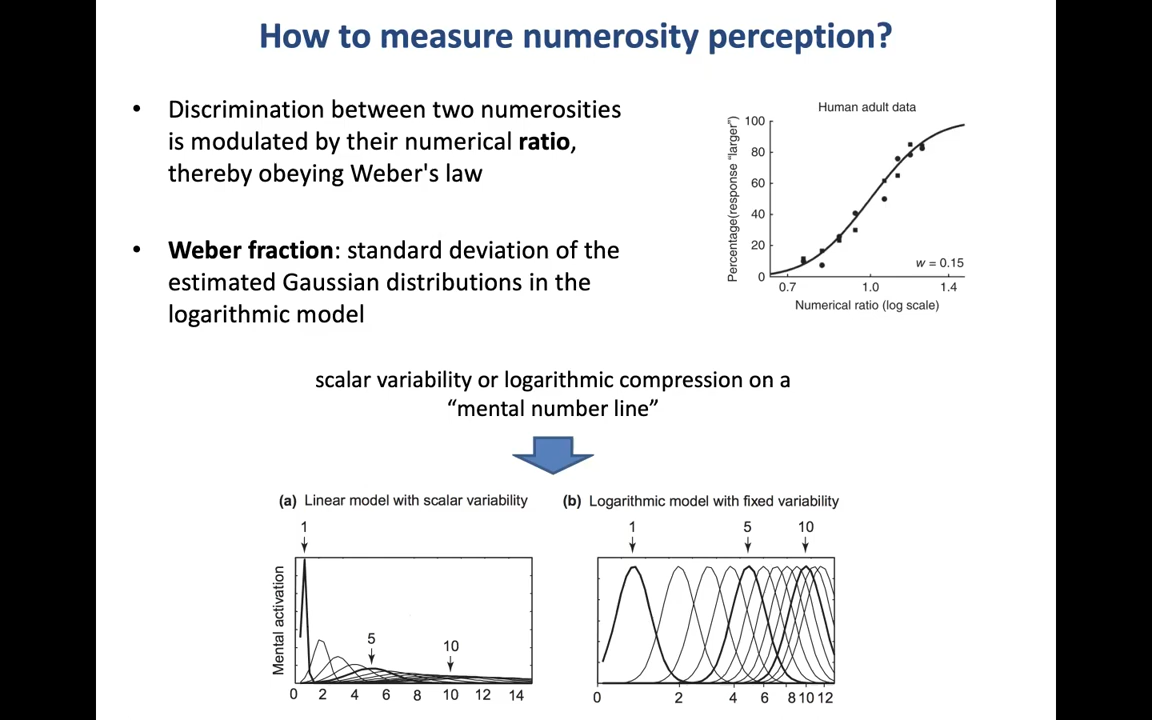 How to measure numerosity perception?
• Discrimination between two numerosities
is modulated by their numerical ratio,
thereby obeying Weber's law
• Weber fraction: standard deviation of the
estimated Gaussian distributions in the
logarithmic model
Human adult data
Percentage(response "larger")
100
80
60
40
20
0
w = 0.15
0.7 1.0 1.4
Numerical ratio (log scale)
scalar variability or logarithmic compression on a
“mental number line”
(a) Linear model with scalar variability
1
5
10
Mental activation
0 2 4 6 8 10 12 14
(b) Logarithmic model with fixed variability
1 5 10
0 2 4 6 8 10 12